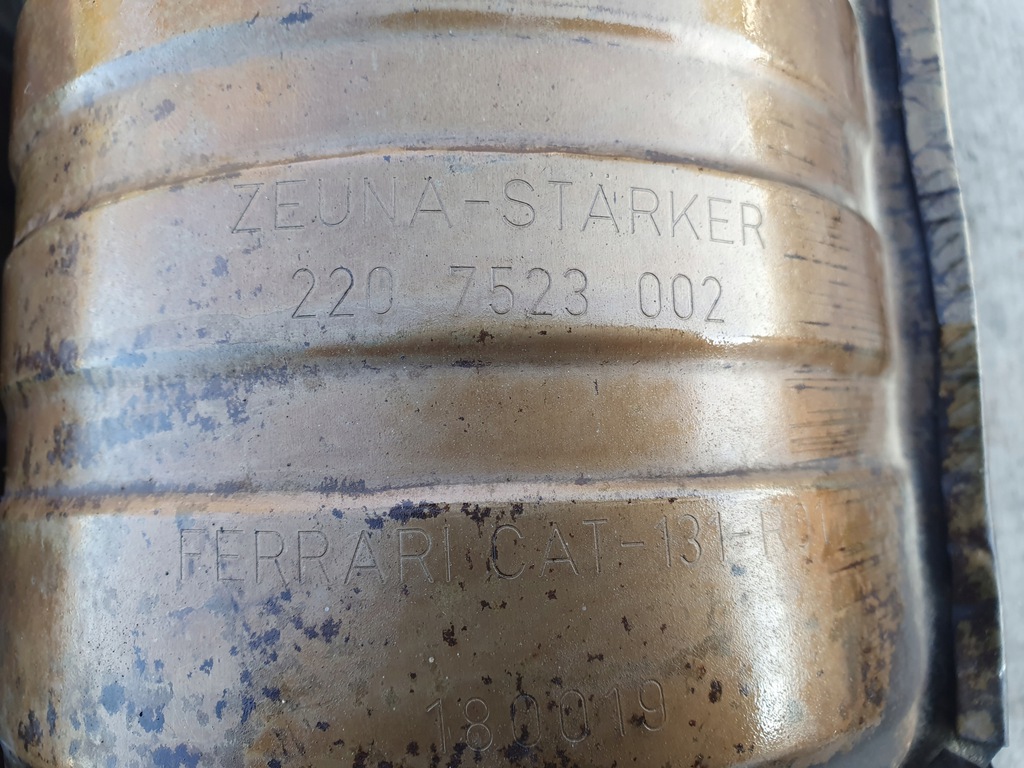 ZEUNA-STARKER
220 7523 002
FERRARI CAT-131-R
180019